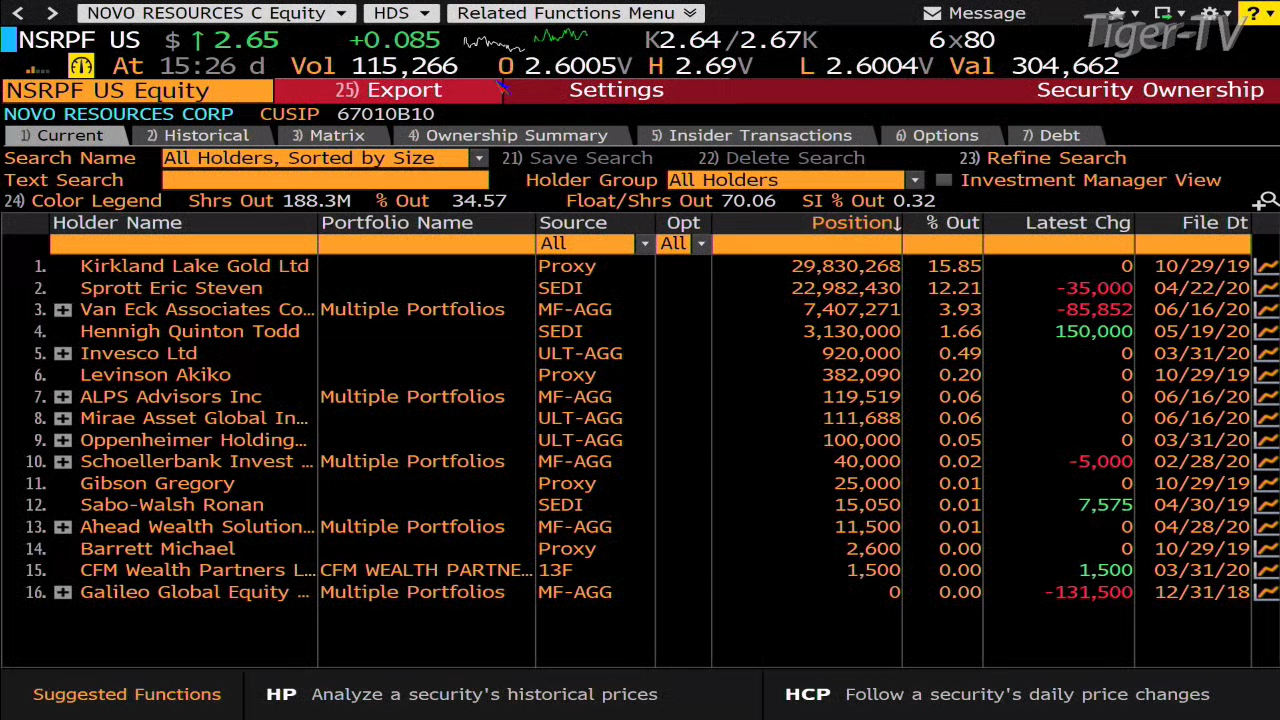 NOVO RESOURCES C Equity HDS Related Functions Menu Message ?
Tiger-TV
NSRPF US $ ↑ 2.65 +0.085 K2.64/2.67K 6x80
At 15:26 d Vol 115,266 O 2.6005V H 2.69V L 2.6004V Val 304,662
NSRPF US Equity 25) Export Settings Security Ownership
NOVO RESOURCES CORP CUSIP 67010B10
1) Current 2) Historical 3) Matrix 4) Ownership Summary 5) Insider Transactions 6) Options 7) Debt
Search Name All Holders, Sorted by Size 21) Save Search 22) Delete Search 23) Refine Search
Text Search Holder Group All Holders Investment Manager View
24) Color Legend Shrs Out 188.3M % Out 34.57 Float/Shrs Out 70.06 SI % Out 0.32
Holder Name Portfolio Name Source Opt Position↓ % Out Latest Chg File Dt
All All
1. Kirkland Lake Gold Ltd Proxy 29,830,268 15.85 0 10/29/19
2. Sprott Eric Steven SEDI 22,982,430 12.21 -35,000 04/22/20
3. Van Eck Associates Co... Multiple Portfolios MF-AGG 7,407,271 3.93 -85,852 06/16/20
4. Hennigh Quinton Todd SEDI 3,130,000 1.66 150,000 05/19/20
5. Invesco Ltd ULT-AGG 920,000 0.49 0 03/31/20
6. Levinson Akiko Proxy 382,090 0.20 0 10/29/19
7. ALPS Advisors Inc Multiple Portfolios MF-AGG 119,519 0.06 0 06/16/20
8. Mirae Asset Global In... ULT-AGG 111,688 0.06 0 06/16/20
9. Oppenheimer Holding... ULT-AGG 100,000 0.05 0 03/31/20
10. Schoellerbank Invest ... Multiple Portfolios MF-AGG 40,000 0.02 -5,000 02/28/20
11. Gibson Gregory Proxy 25,000 0.01 0 10/29/19
12. Sabo-Walsh Ronan SEDI 15,050 0.01 7,575 04/30/19
13. Ahead Wealth Solution... Multiple Portfolios MF-AGG 11,500 0.01 0 04/28/20
14. Barrett Michael Proxy 2,600 0.00 0 10/29/19
15. CFM Wealth Partners L... CFM WEALTH PARTNE... 13F 1,500 0.00 1,500 03/31/20
16. Galileo Global Equity ... Multiple Portfolios MF-AGG 0 0.00 -131,500 12/31/18
Suggested Functions HP Analyze a security's historical prices HCP Follow a security's daily price changes